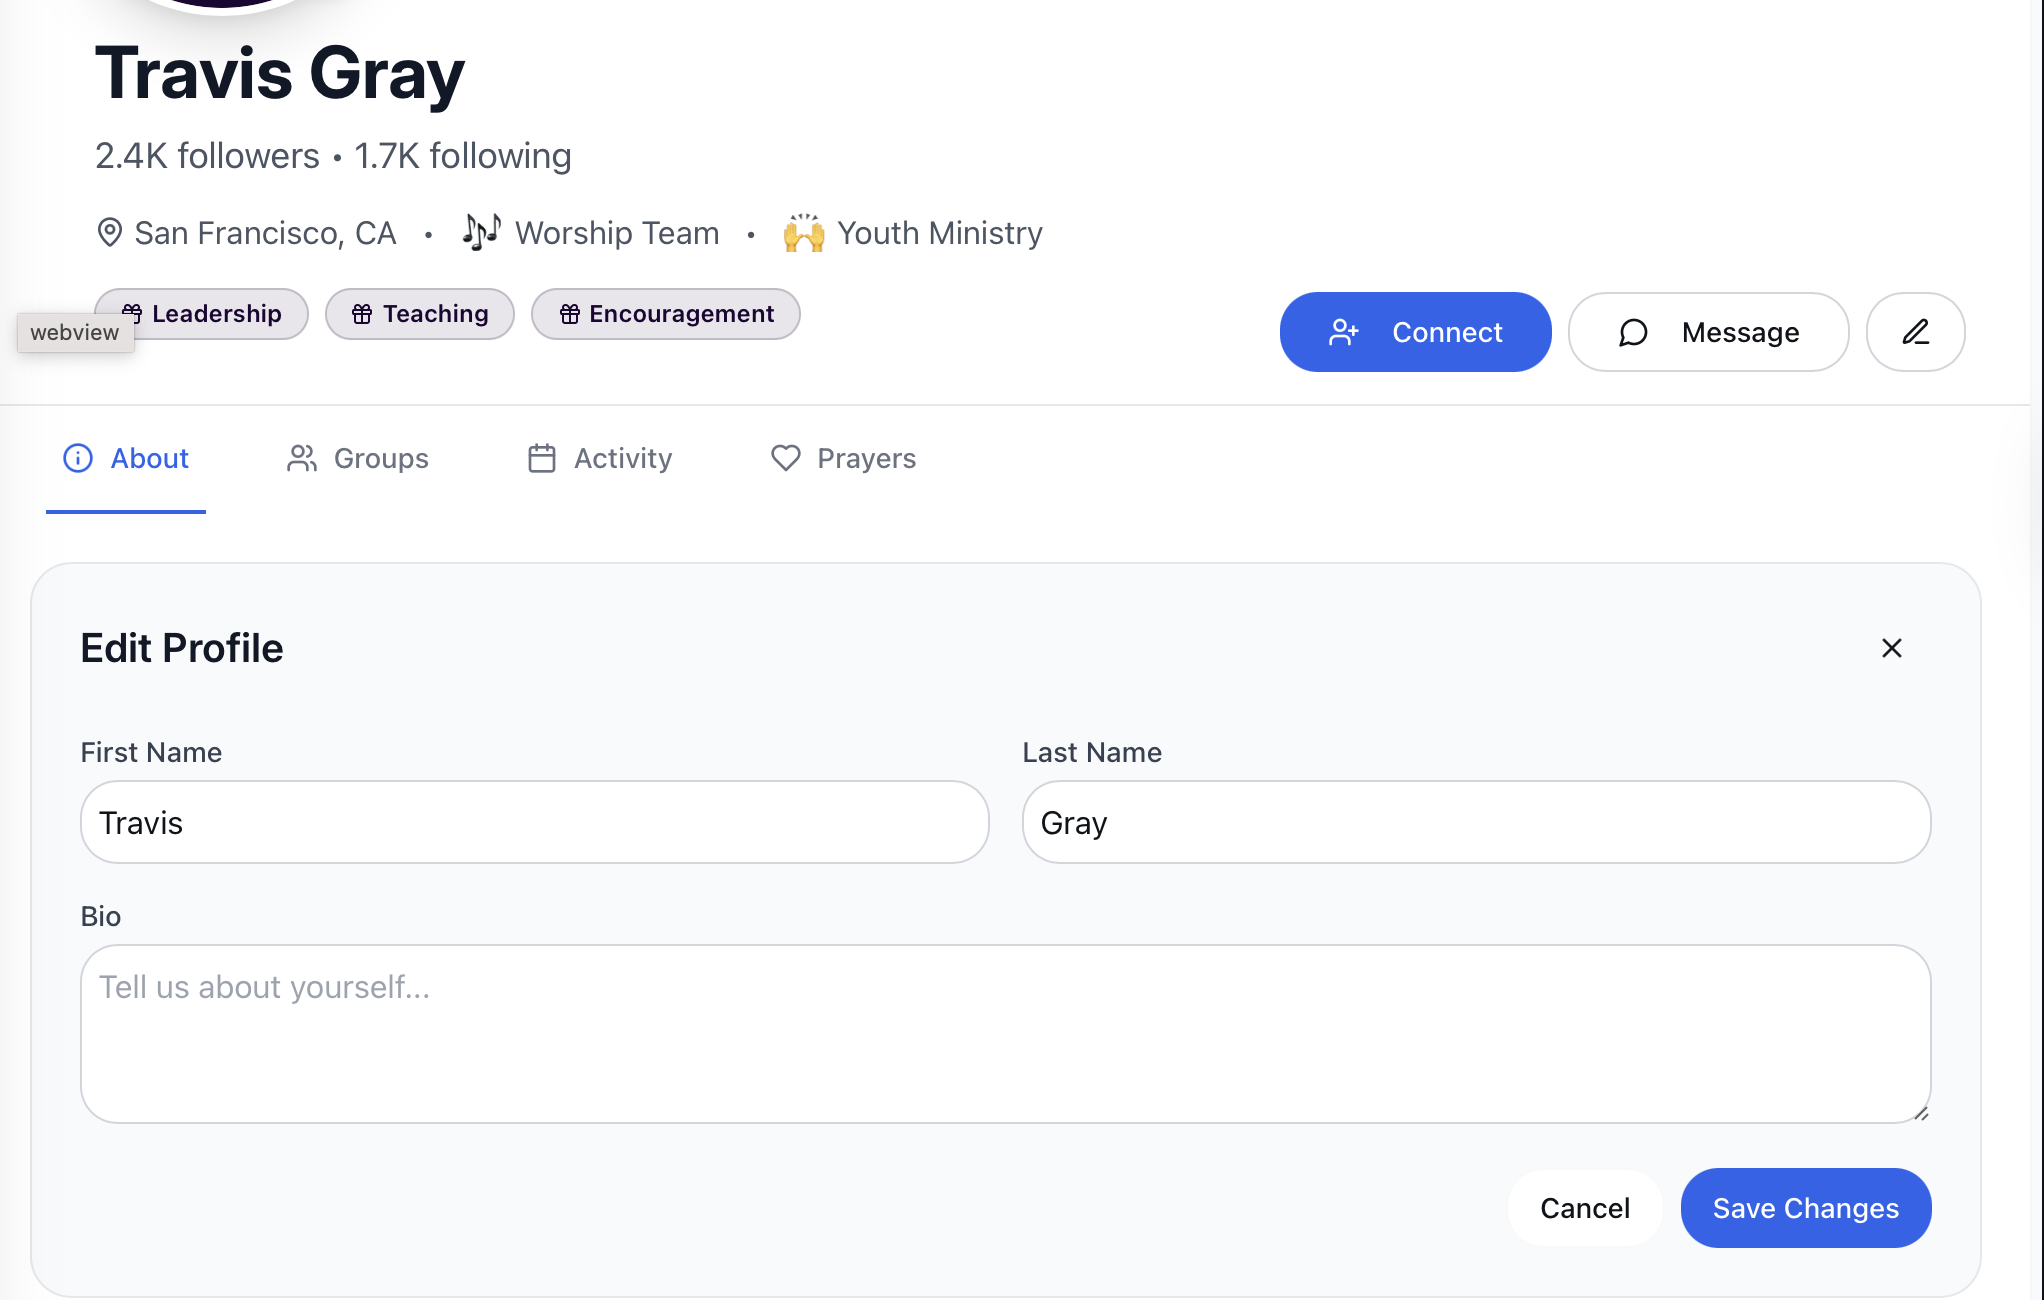 Travis Gray
2.4K followers • 1.7K following
San Francisco, CA • 🎶 Worship Team • 🙌 Youth Ministry
Leadership Teaching Encouragement
webview
Connect Message
About Groups Activity Prayers
Edit Profile
First Name Last Name
Travis Gray
Bio
Tell us about yourself...
Cancel Save Changes